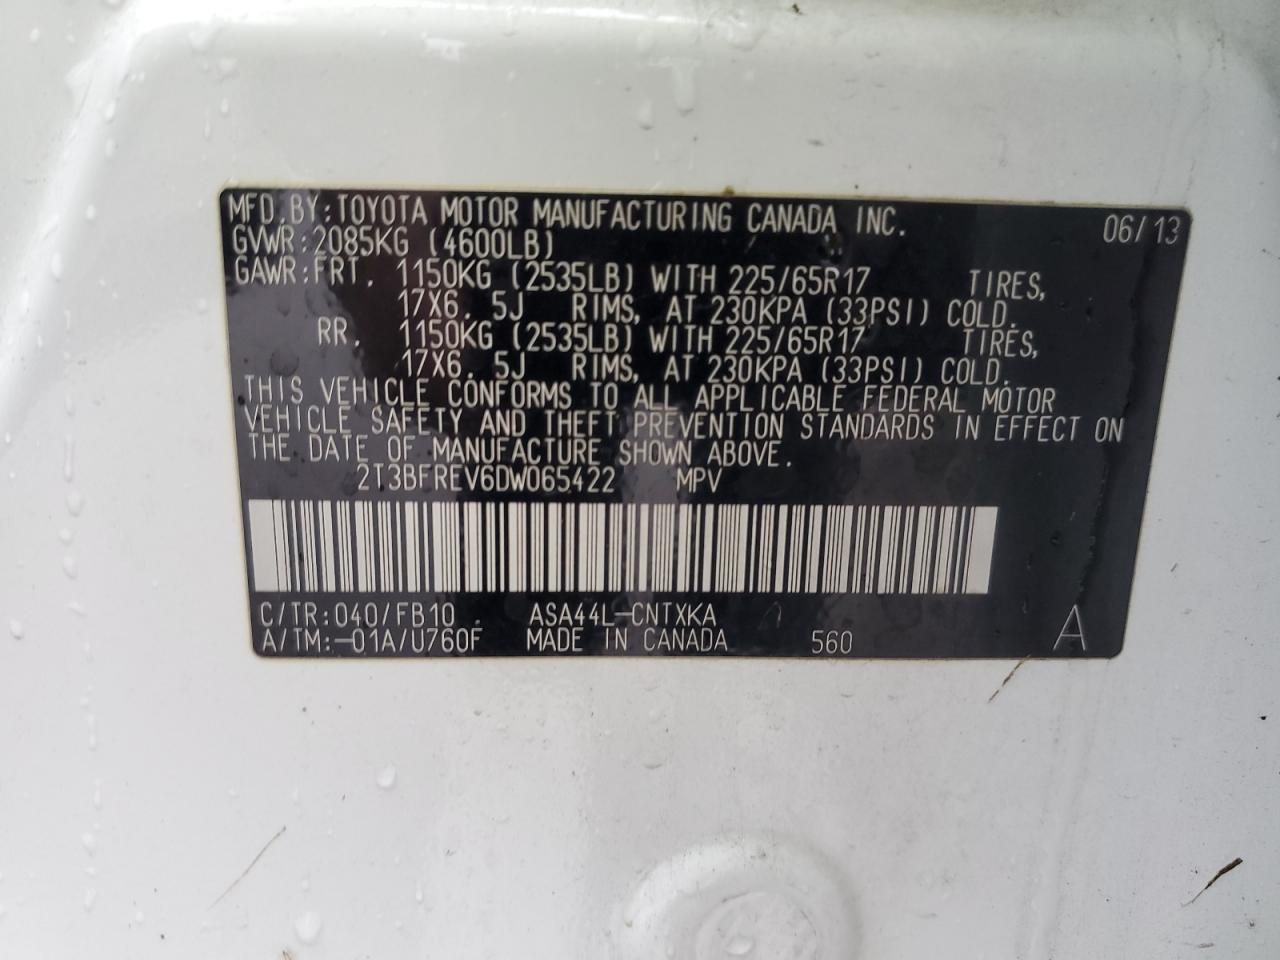 MFD.BY:TOYOTA MOTOR MANUFACTURING CANADA INC. 06/13
GVWR:2085KG (4600LB)
GAWR:FRT. 1150KG (2535LB) WITH 225/65R17 TIRES,
17X6.5J RIMS, AT 230KPA (33PSI) COLD.
RR. 1150KG (2535LB) WITH 225/65R17 TIRES,
17X6.5J RIMS, AT 230KPA (33PSI) COLD.
THIS VEHICLE CONFORMS TO ALL APPLICABLE FEDERAL MOTOR
VEHICLE SAFETY AND THEFT PREVENTION STANDARDS IN EFFECT ON
THE DATE OF MANUFACTURE SHOWN ABOVE.
2T3BFREV6DW065422 MPV
C/TR:040/FB10 . ASA44L-CNTXKA
A/TM:-01A/U760F MADE IN CANADA 560 A